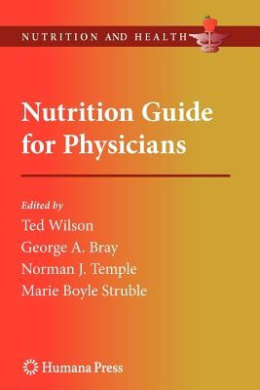 NUTRITION AND HEALTH
Nutrition Guide
for Physicians
Edited by
Ted Wilson
George A. Bray
Norman J. Temple
Marie Boyle Struble
Humana Press